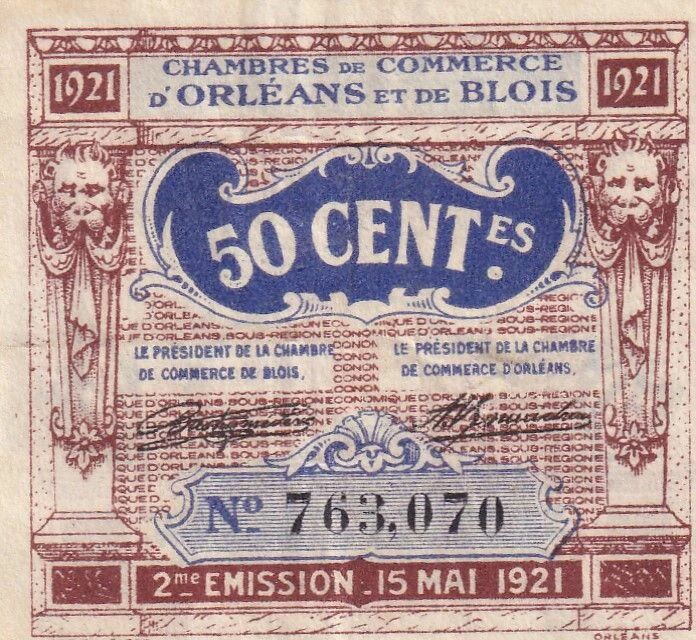 1921
CHAMBRES DE COMMERCE
D'ORLÉANS ET DE BLOIS
1921
50 CENTES.
LE PRÉSIDENT DE LA CHAMBRE
DE COMMERCE DE BLOIS,
LE PRÉSIDENT DE LA CHAMBRE
DE COMMERCE D'ORLÉANS,
No 763,070
2me EMISSION _ 15 MAI 1921
ORLEANS